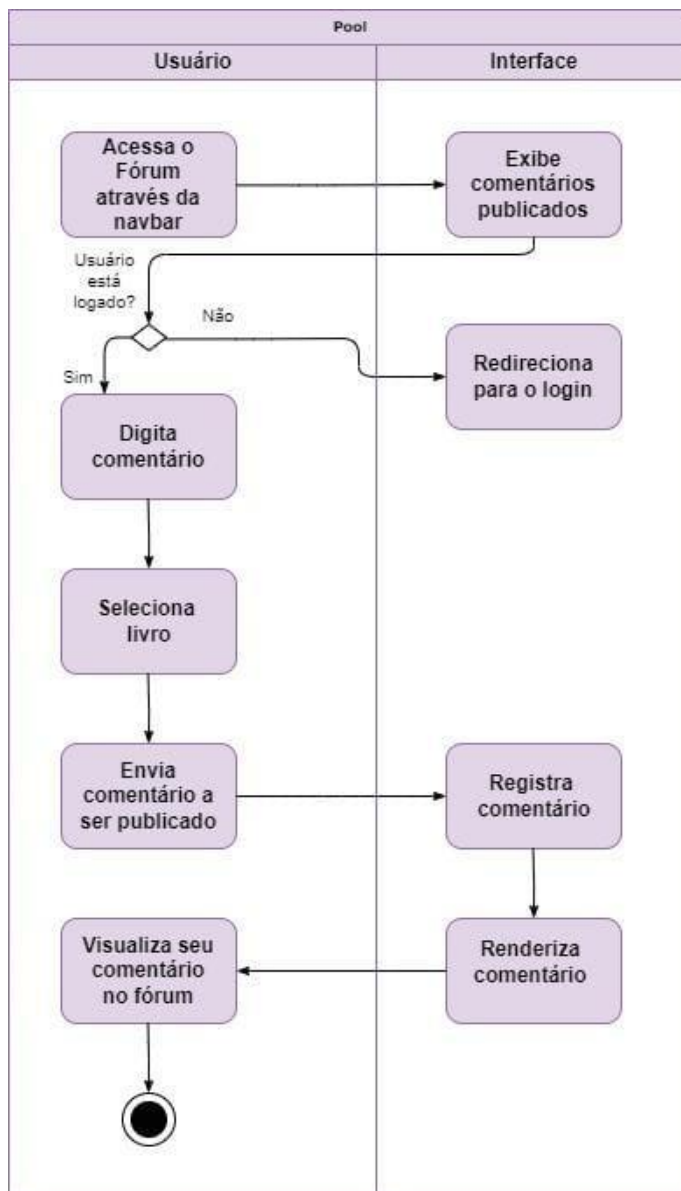 Pool
Usuário
Interface
Acessa o
Fórum
através da
navbar
Exibe
comentários
publicados
Usuário
está
logado?
Não
Sim
Redireciona
para o login
Digita
comentário
Seleciona
livro
Envia
comentário a
ser publicado
Registra
comentário
Visualiza seu
comentário
no fórum
Renderiza
comentário